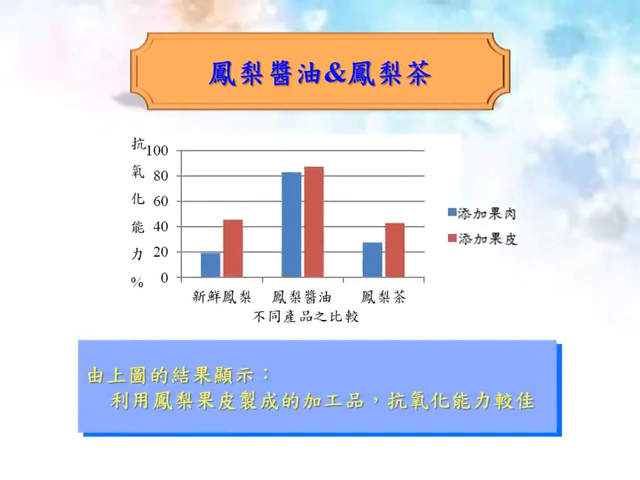 鳳梨醬油&鳳梨茶
抗氧化能力%
100
80
60
40
20
0
新鮮鳳梨 鳳梨醬油 鳳梨茶
不同產品之比較
添加果肉
添加果皮
由上圖的結果顯示：
利用鳳梨果皮製成的加工品，抗氧化能力較佳